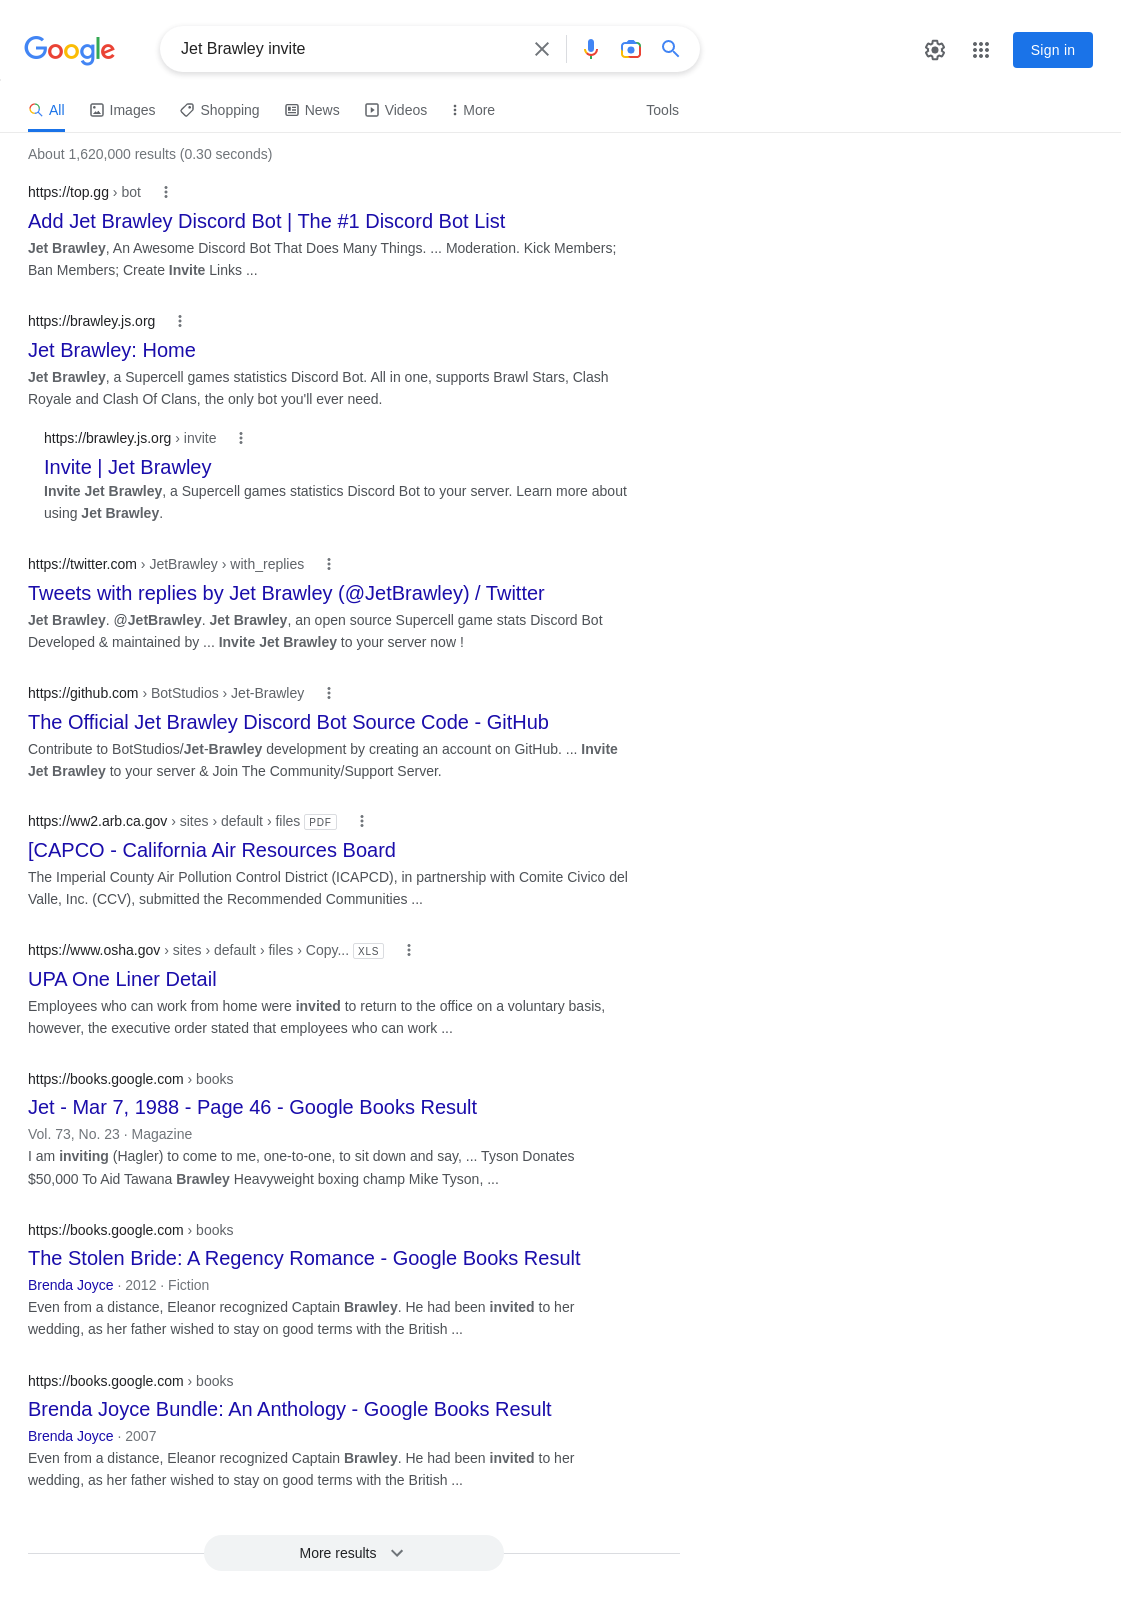 Google
Jet Brawley invite
Sign in
All Images Shopping News Videos More Tools
About 1,620,000 results (0.30 seconds)
https://top.gg › bot
Add Jet Brawley Discord Bot | The #1 Discord Bot List
Jet Brawley, An Awesome Discord Bot That Does Many Things. ... Moderation. Kick Members;
Ban Members; Create Invite Links ...
https://brawley.js.org
Jet Brawley: Home
Jet Brawley, a Supercell games statistics Discord Bot. All in one, supports Brawl Stars, Clash
Royale and Clash Of Clans, the only bot you'll ever need.
https://brawley.js.org › invite
Invite | Jet Brawley
Invite Jet Brawley, a Supercell games statistics Discord Bot to your server. Learn more about
using Jet Brawley.
https://twitter.com › JetBrawley › with_replies
Tweets with replies by Jet Brawley (@JetBrawley) / Twitter
Jet Brawley. @JetBrawley. Jet Brawley, an open source Supercell game stats Discord Bot
Developed & maintained by ... Invite Jet Brawley to your server now !
https://github.com › BotStudios › Jet-Brawley
The Official Jet Brawley Discord Bot Source Code - GitHub
Contribute to BotStudios/Jet-Brawley development by creating an account on GitHub. ... Invite
Jet Brawley to your server & Join The Community/Support Server.
https://ww2.arb.ca.gov › sites › default › files PDF
[CAPCO - California Air Resources Board
The Imperial County Air Pollution Control District (ICAPCD), in partnership with Comite Civico del
Valle, Inc. (CCV), submitted the Recommended Communities ...
https://www.osha.gov › sites › default › files › Copy... XLS
UPA One Liner Detail
Employees who can work from home were invited to return to the office on a voluntary basis,
however, the executive order stated that employees who can work ...
https://books.google.com › books
Jet - Mar 7, 1988 - Page 46 - Google Books Result
Vol. 73, No. 23 · Magazine
I am inviting (Hagler) to come to me, one-to-one, to sit down and say, ... Tyson Donates
$50,000 To Aid Tawana Brawley Heavyweight boxing champ Mike Tyson, ...
https://books.google.com › books
The Stolen Bride: A Regency Romance - Google Books Result
Brenda Joyce · 2012 · Fiction
Even from a distance, Eleanor recognized Captain Brawley. He had been invited to her
wedding, as her father wished to stay on good terms with the British ...
https://books.google.com › books
Brenda Joyce Bundle: An Anthology - Google Books Result
Brenda Joyce · 2007
Even from a distance, Eleanor recognized Captain Brawley. He had been invited to her
wedding, as her father wished to stay on good terms with the British ...
More results